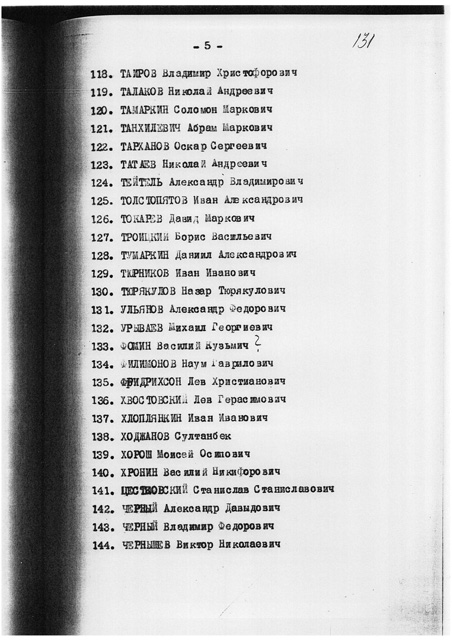 - 5 -
131
118. ТАИРОВ Владимир Христофорович
119. ТАЛАКОВ Николай Андреевич
120. ТАМАРКИН Соломон Маркович
121. ТАНХИЛЕВИЧ Абрам Маркович
122. ТАРХАНОВ Оскар Сергеевич
123. ТАТАЕВ Николай Андреевич
124. ТЕЙТЕЛЬ Александр Владимирович
125. ТОЛСТОПЯТОВ Иван Александрович
126. ТОКАРЕВ Давид Маркович
127. ТРОИЦКИЙ Борис Васильевич
128. ТУМАРКИН Даниил Александрович
129. ТЮРНИКОВ Иван Иванович
130. ТЮРЯКУЛОВ Назар Тюрякулович
131. УЛЬЯНОВ Александр Федорович
132. УРЫВАЕВ Михаил Георгиевич
133. ФОМИН Василий Кузьмич ?
134. ФИЛИМОНОВ Наум Гаврилович
135. ФРИДРИХСОН Лев Христианович
136. ХВОСТОВСКИЙ Лев Герасимович
137. ХЛОПЛЯНКИН Иван Иванович
138. ХОДЖАНОВ Султанбек
139. ХОРОШ Моисей Осипович
140. ХРОНИН Василий Никифорович
141. ЦЕСТКОВСКИЙ Станислав Станиславович
142. ЧЕРНЫЙ Александр Давыдович
143. ЧЕРНЫЙ Владимир Федорович
144. ЧЕРНЫШЕВ Виктор Николаевич